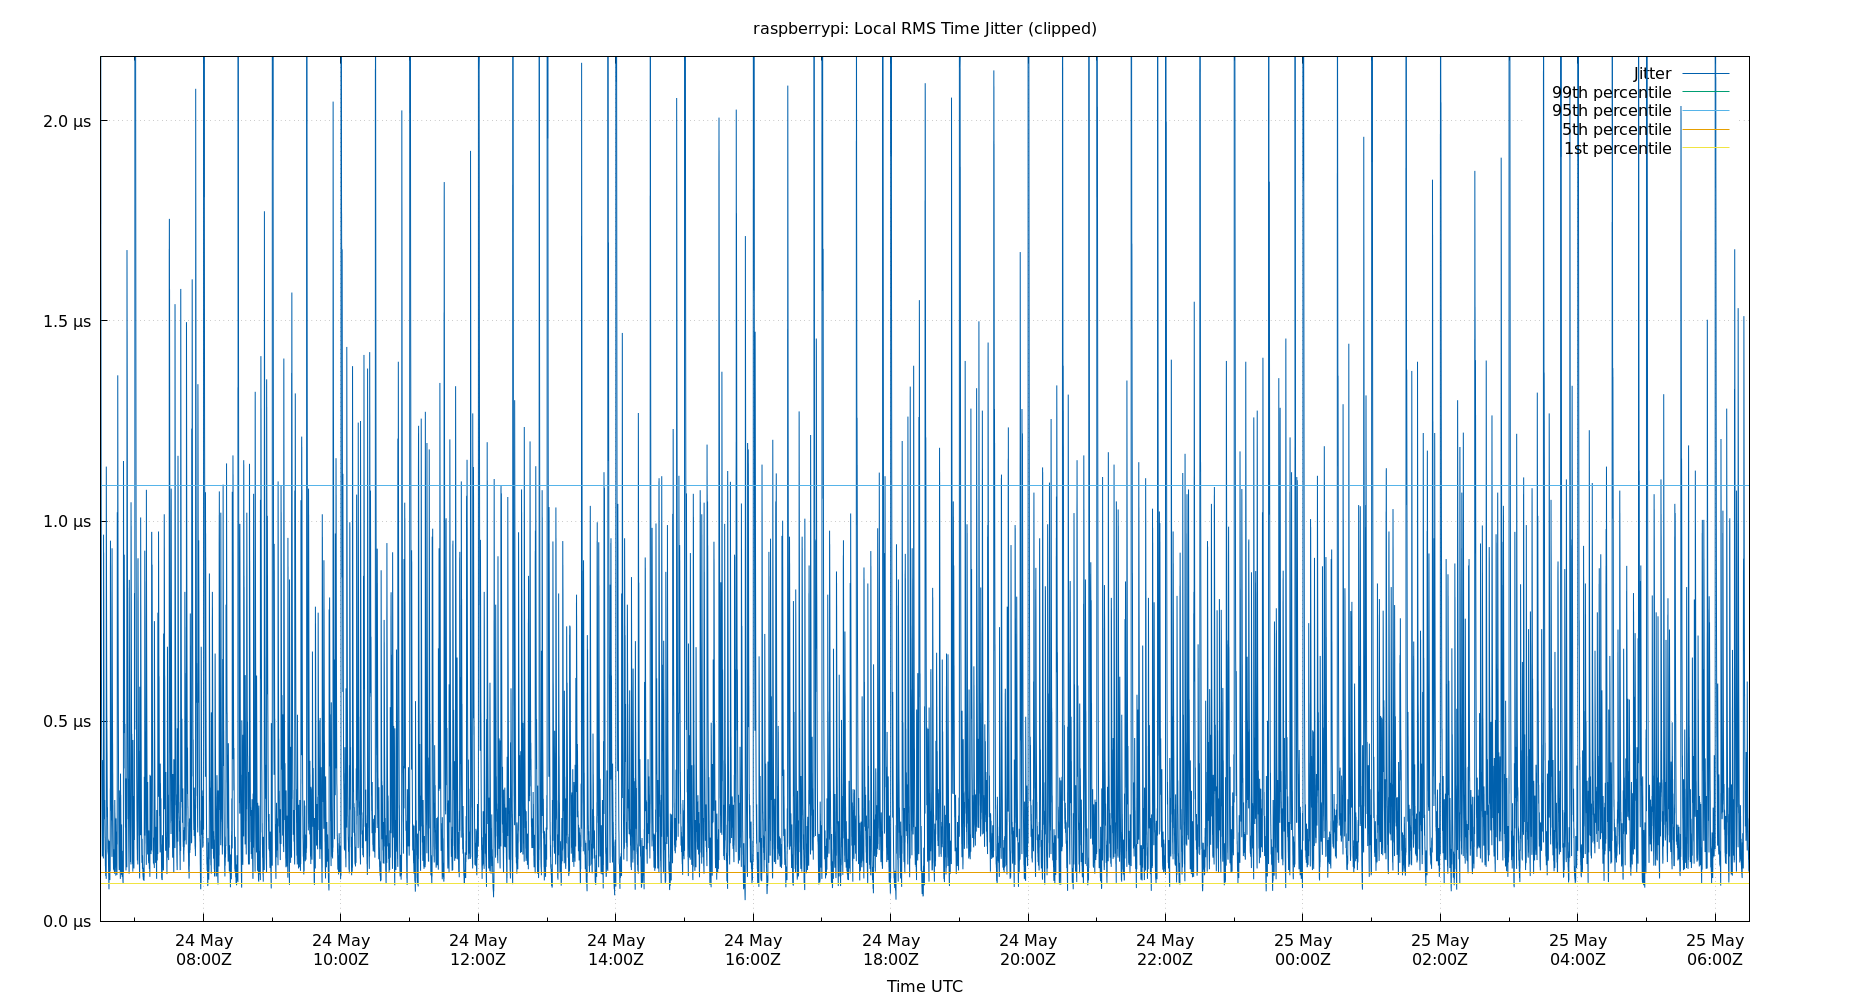 raspberrypi: Local RMS Time Jitter (clipped)
Jitter
99th percentile
95th percentile
5th percentile
1st percentile
2.0 µs
1.5 µs
1.0 µs
0.5 µs
0.0 µs
24 May 24 May 24 May 24 May 24 May 24 May 24 May 24 May 25 May 25 May 25 May 25 May
08:00Z 10:00Z 12:00Z 14:00Z 16:00Z 18:00Z 20:00Z 22:00Z 00:00Z 02:00Z 04:00Z 06:00Z
Time UTC